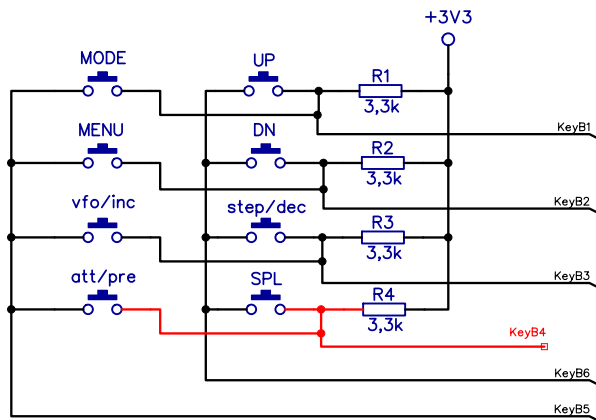 +3V3
MODE
UP
R1
3,3k
KeyB1
MENU
DN
R2
3,3k
KeyB2
vfo/inc
step/dec
R3
3,3k
KeyB3
att/pre
SPL
R4
3,3k
KeyB4
KeyB6
KeyB5